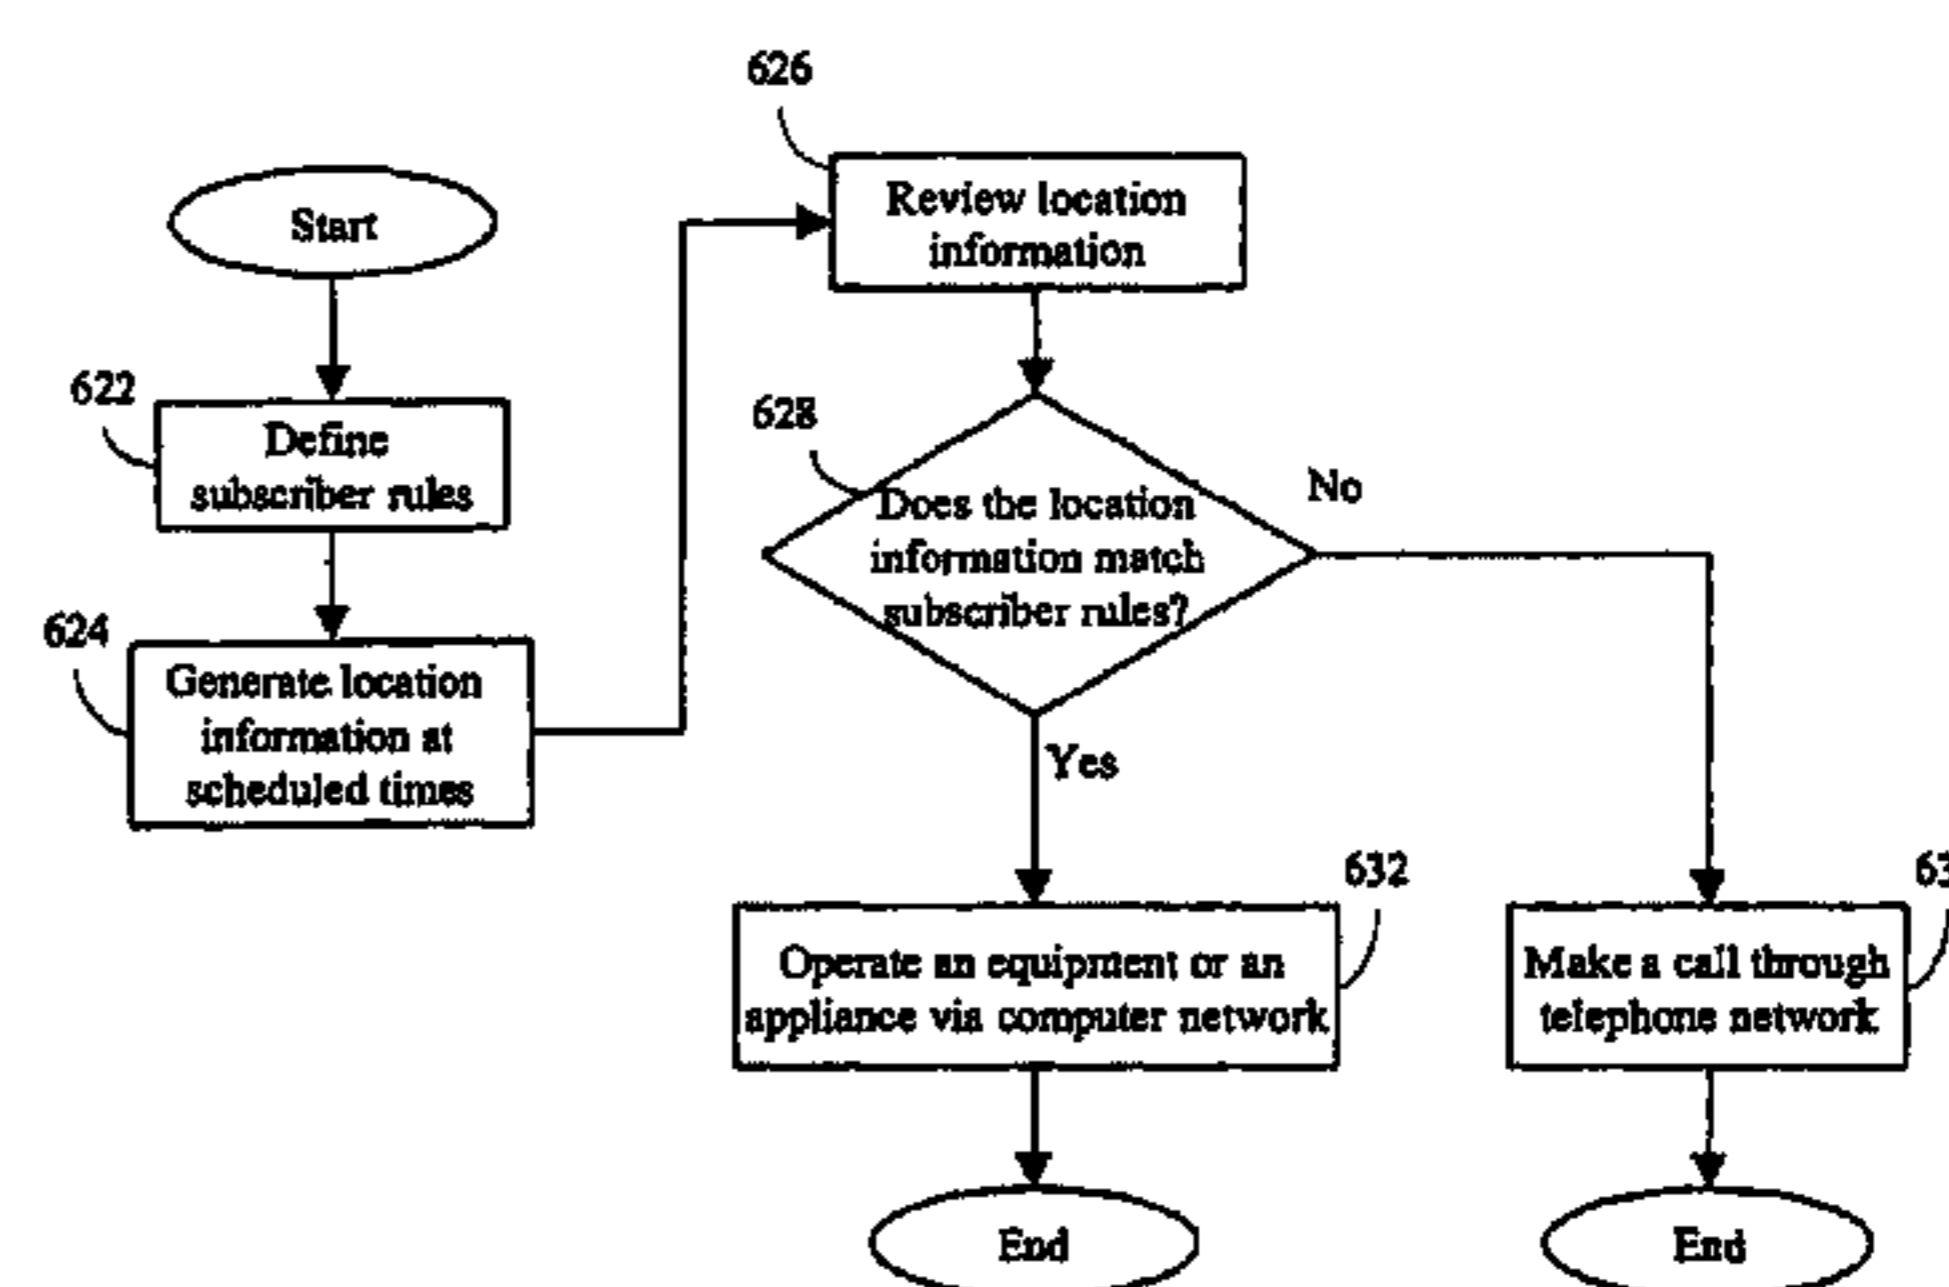 Start
622
Define
subscriber rules
624
Generate location
information at
scheduled times
626
Review location
information
628
Does the location
information match
subscriber rules?
No
Yes
632
Operate an equipment or an
appliance via computer network
End
Make a call through
telephone network
End